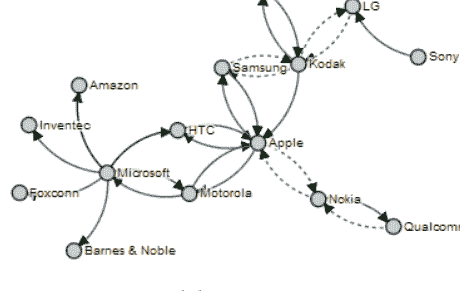 LG
Sony
Samsung
Kodak
Amazon
Inventec
HTC
Apple
Microsoft
Foxconn
Motorola
Nokia
Qualcomm
Barnes & Noble